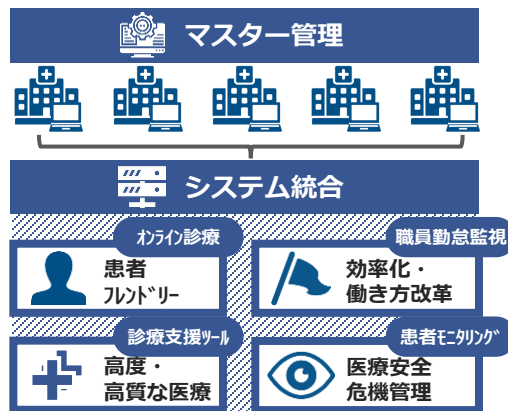 マスター管理
システム統合
オンライン診療
患者
フレンドリー
職員勤怠監視
効率化・
働き方改革
診療支援ツール
高度・
高質な医療
患者モニタリング
医療安全
危機管理